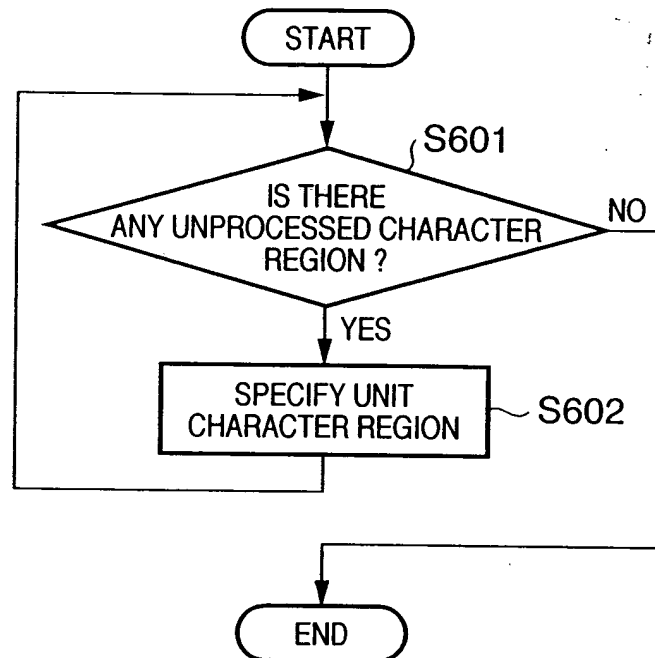 START
S601
IS THERE
ANY UNPROCESSED CHARACTER
REGION ?
NO
YES
SPECIFY UNIT
CHARACTER REGION
S602
END